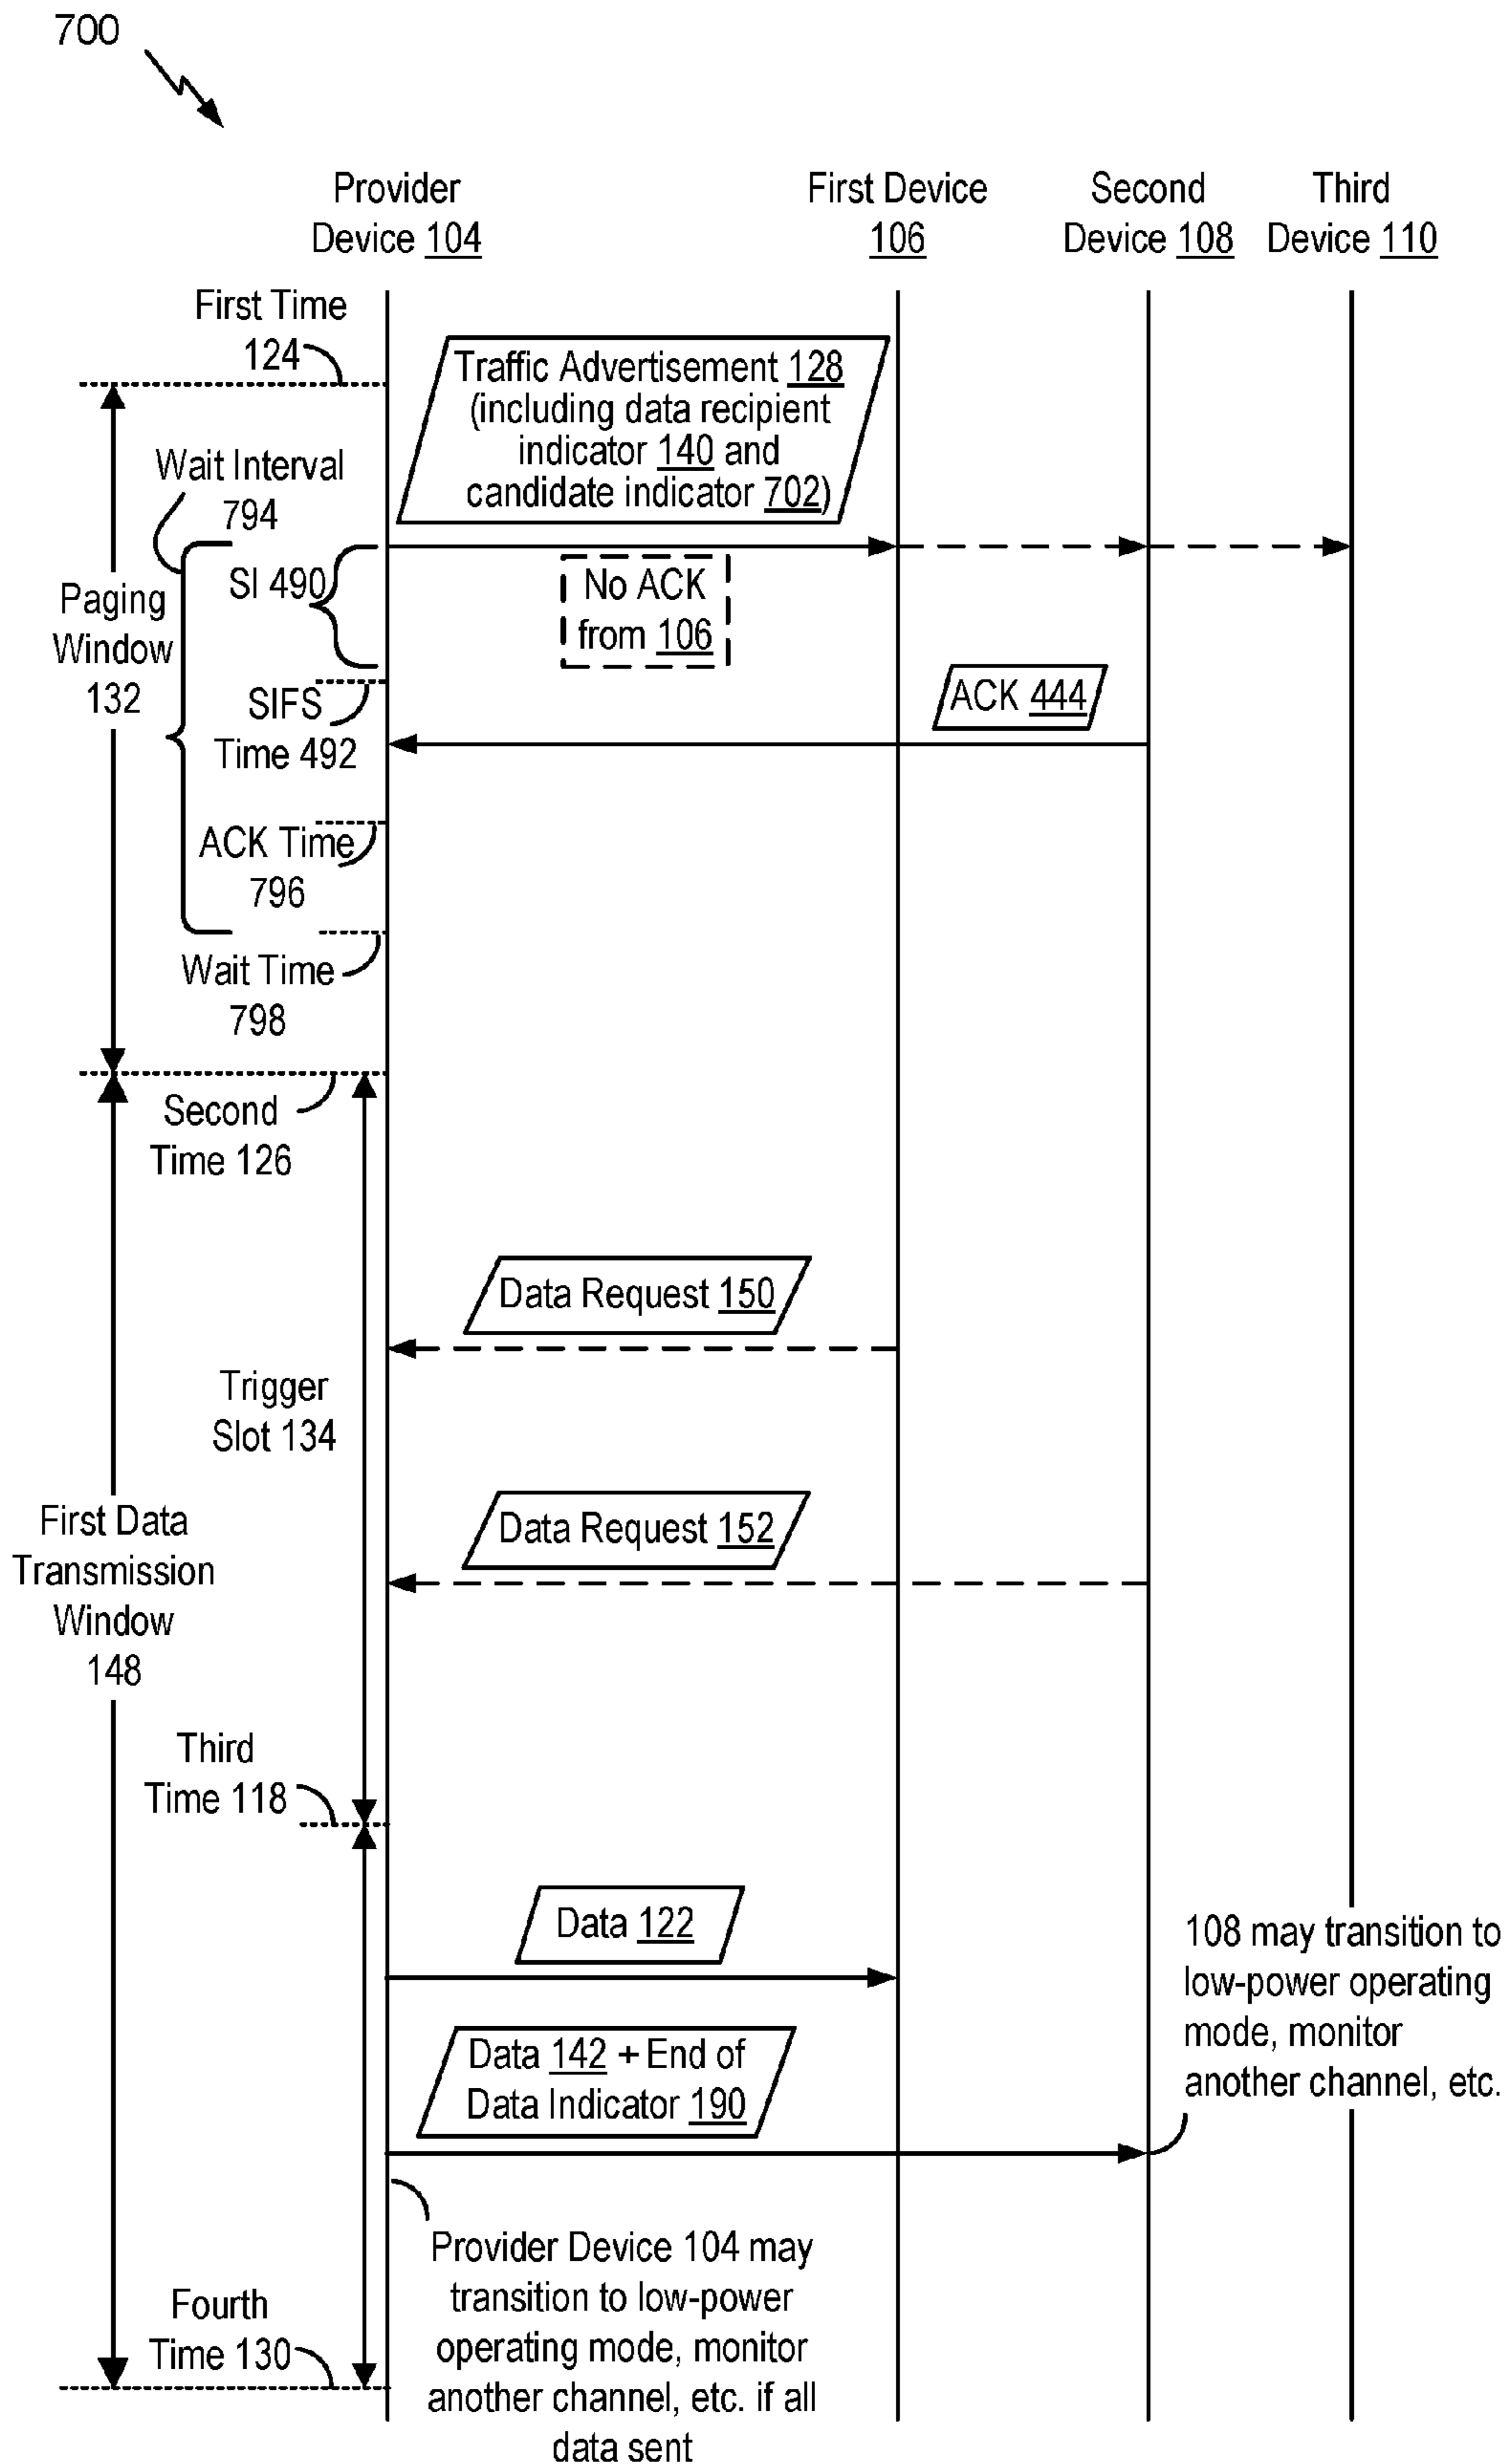 700
Provider
Device 104
First Device
106
Second
Device 108
Third
Device 110
First Time
124
Traffic Advertisement 128
(including data recipient
indicator 140 and
candidate indicator 702)
Wait Interval
794
SI 490
No ACK
from 106
Paging
Window
132
SIFS
Time 492
ACK 444
ACK Time
796
Wait Time
798
Second
Time 126
Data Request 150
Trigger
Slot 134
Data Request 152
First Data
Transmission
Window
148
Third
Time 118
Data 122
108 may transition to
low-power operating
mode, monitor
another channel, etc.
Data 142 + End of
Data Indicator 190
Provider Device 104 may
transition to low-power
operating mode, monitor
another channel, etc. if all
data sent
Fourth
Time 130